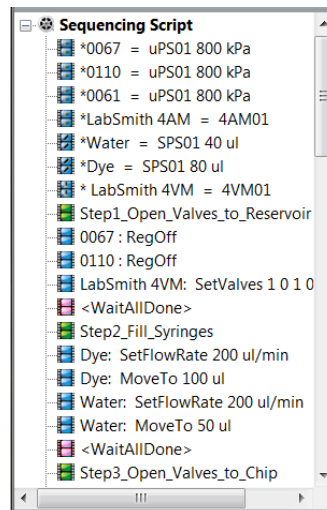 Sequencing Script
*0067 = uPS01 800 kPa
*0110 = uPS01 800 kPa
*0061 = uPS01 800 kPa
*LabSmith 4AM = 4AM01
*Water = SPS01 40 ul
*Dye = SPS01 80 ul
* LabSmith 4VM = 4VM01
Step1_Open_Valves_to_Reservoir
0067 : RegOff
0110 : RegOff
LabSmith 4VM: SetValves 1 0 1 0
<WaitAllDone>
Step2_Fill_Syringes
Dye: SetFlowRate 200 ul/min
Dye: MoveTo 100 ul
Water: SetFlowRate 200 ul/min
Water: MoveTo 50 ul
<WaitAllDone>
Step3_Open_Valves_to_Chip